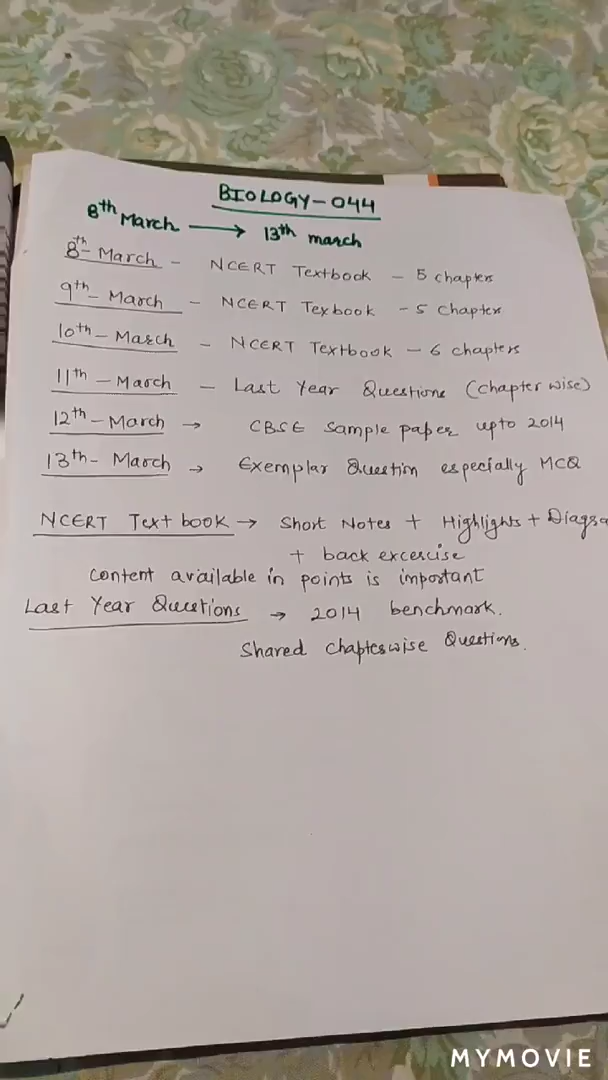 BIOLOGY-044
8th March → 13th march
8th March - NCERT Textbook - 5 chapters
9th-March - NCERT Texbook - 5 Chapters
10th-March - NCERT Textbook - 6 chapters
11th-March - Last Year Questions (chapter wise)
12th-March → CBSE Sample paper upto 2014
13th-March → Exemplar Question especially MCQ
NCERT Text book → Short Notes + Highlights + Diagra
+ back excercise
content available in points is important
Last Year Questions → 2014 benchmark.
Shared chapterwise Questions.
MYMOVIE